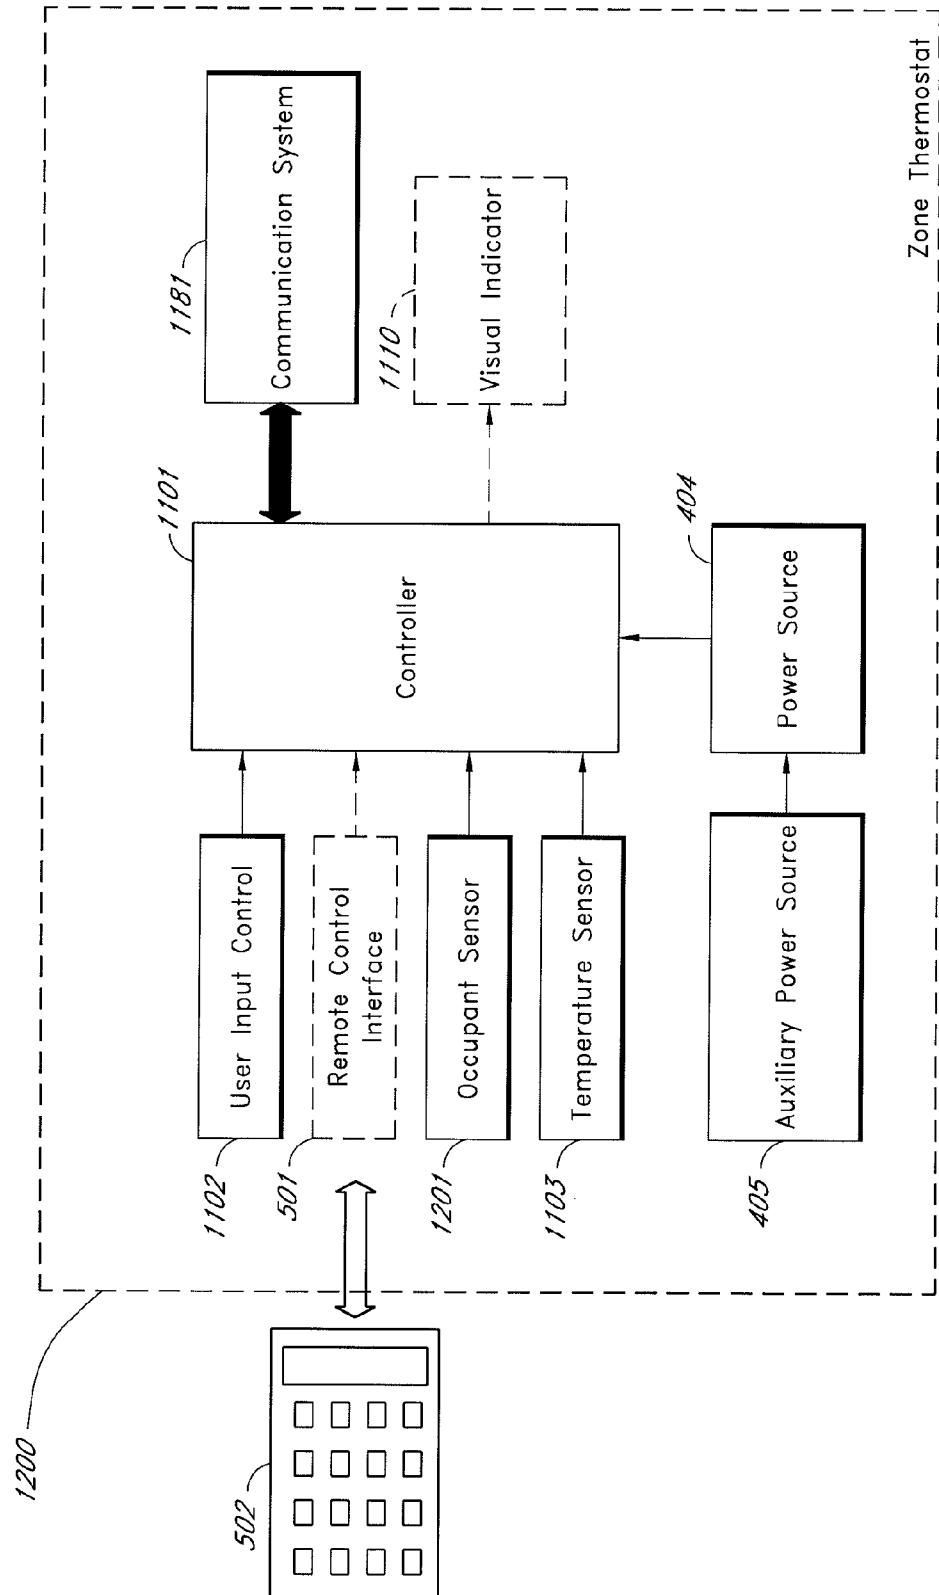 1200
502
1102
User Input Control
501
Remote Control
Interface
1201
Occupant Sensor
1103
Temperature Sensor
405
Auxiliary Power Source
1101
Controller
404
Power Source
1181
Communication System
1110
Visual Indicator
Zone Thermostat